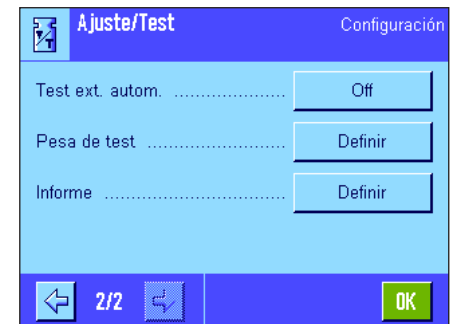 Ajuste/Test Configuración
Test ext. autom. ..................... Off
Pesa de test ......................... Definir
Informe ................................. Definir
2/2 OK